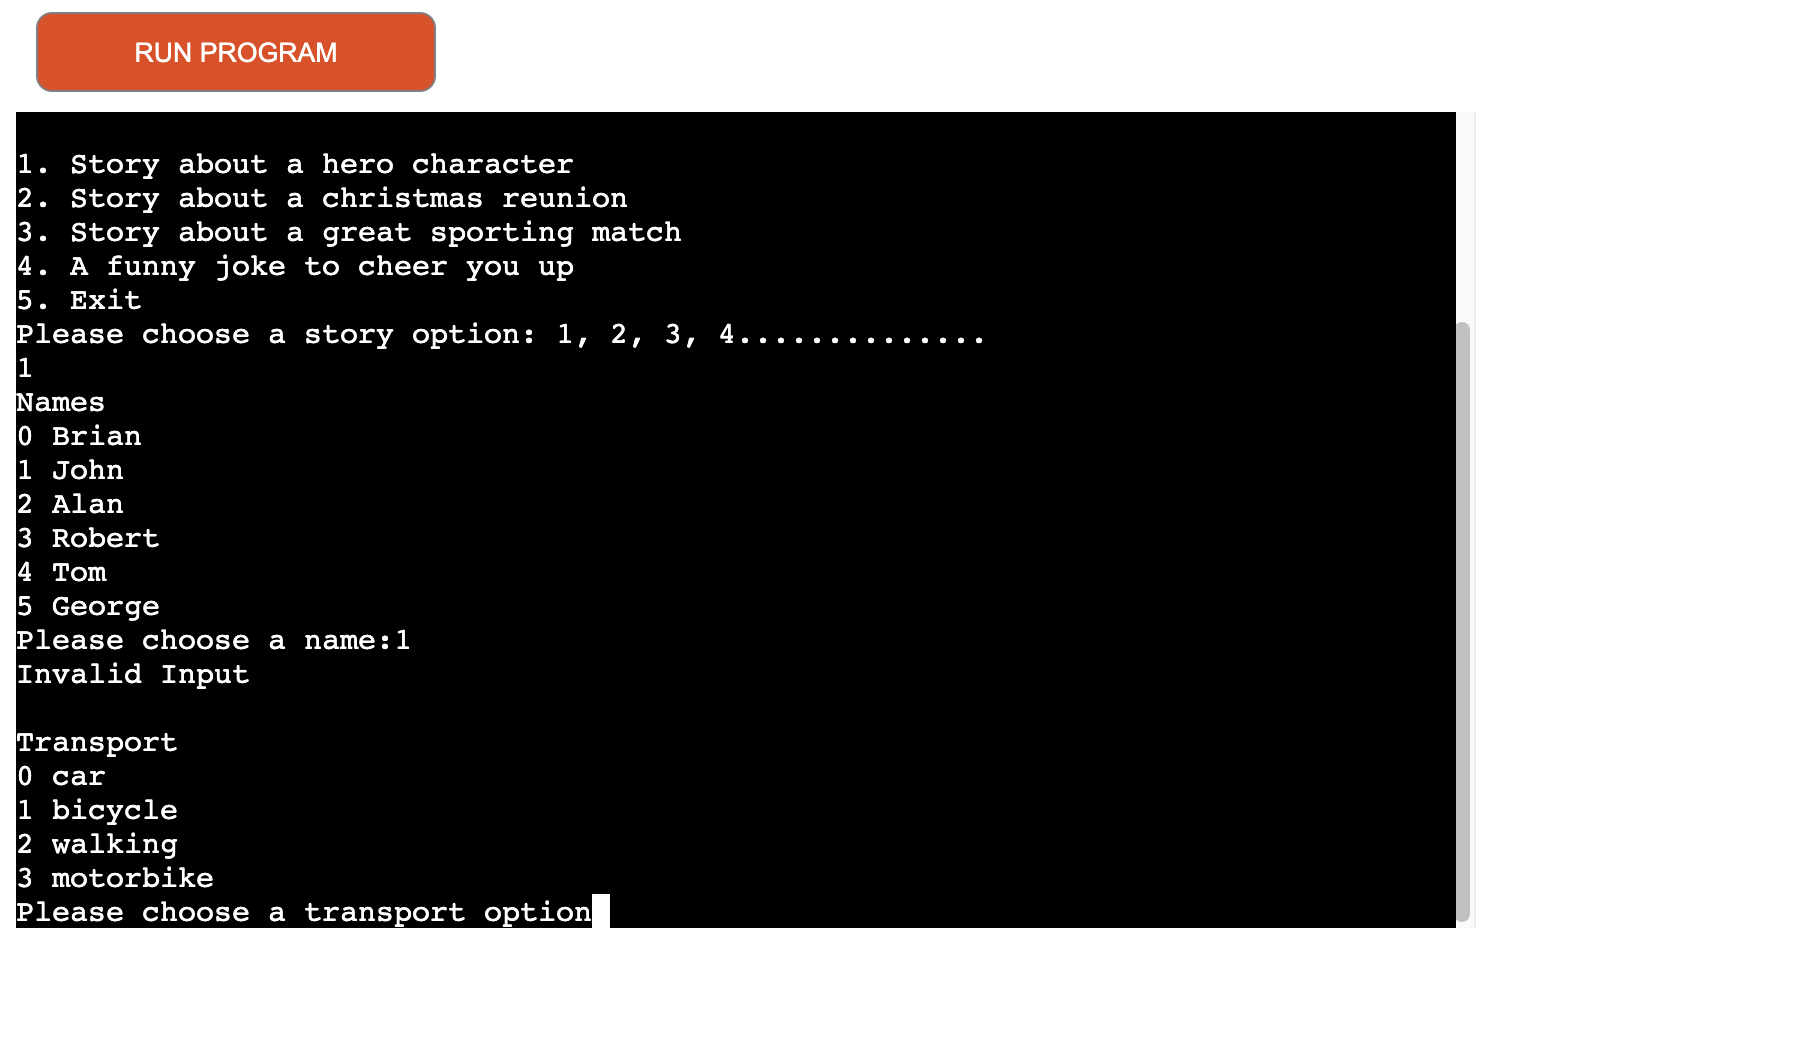 RUN PROGRAM
1. Story about a hero character
2. Story about a christmas reunion
3. Story about a great sporting match
4. A funny joke to cheer you up
5. Exit
Please choose a story option: 1, 2, 3, 4..............
1
Names
0 Brian
1 John
2 Alan
3 Robert
4 Tom
5 George
Please choose a name:1
Invalid Input
Transport
0 car
1 bicycle
2 walking
3 motorbike
Please choose a transport option